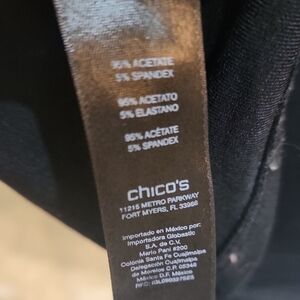 95% ACETATE
5% SPANDEX
95% ACETATO
5% ELASTANO
95% ACÉTATE
5% SPANDEX
chico's
11215 METRO PARKWAY
FORT MYERS, FL 33966
Importado en México por:
Importadora Globastic
S.A. de C.V.
Mario Pani #200
Colonia Santa Fe Cuajimalpa
Delegación Cuajimalpa
de Morelos C.P. 05348
México D.F. México
RFC: